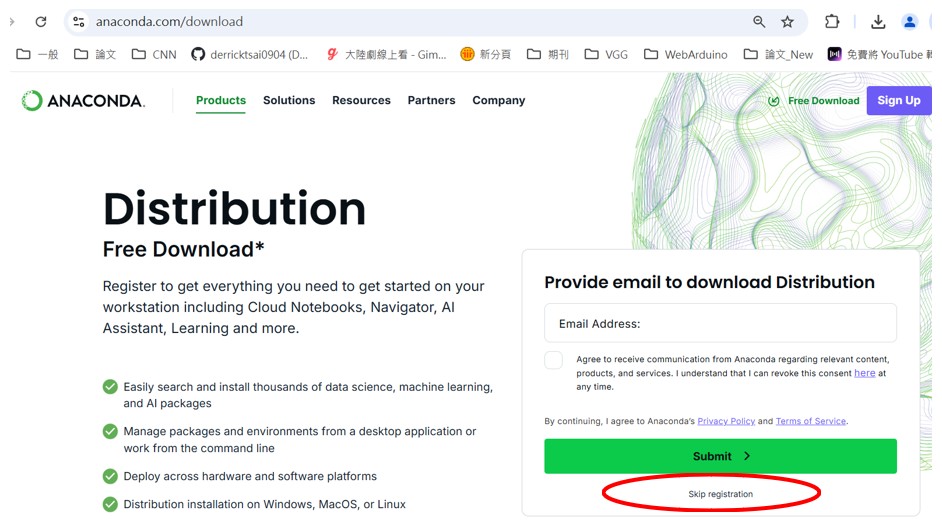 anaconda.com/download
一般 論文 CNN derricktsai0904 (D... 大陸劇線上看 - Gim... 新分頁 期刊 VGG WebArduino 論文_New 免費將 YouTube 轉
ANACONDA.
Products Solutions Resources Partners Company
Free Download
Sign Up
Distribution
Free Download*
Register to get everything you need to get started on your
workstation including Cloud Notebooks, Navigator, AI
Assistant, Learning and more.
Easily search and install thousands of data science, machine learning,
and AI packages
Manage packages and environments from a desktop application or
work from the command line
Deploy across hardware and software platforms
Distribution installation on Windows, MacOS, or Linux
Provide email to download Distribution
Email Address:
Agree to receive communication from Anaconda regarding relevant content,
products, and services. I understand that I can revoke this consent here at
any time.
By continuing, I agree to Anaconda's Privacy Policy and Terms of Service.
Submit
Skip registration